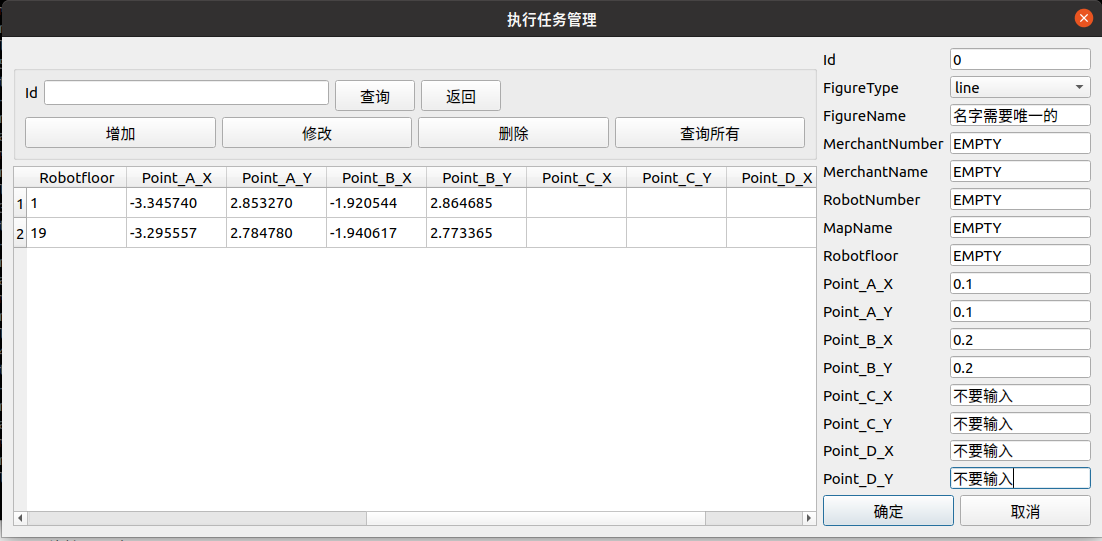 执行任务管理
Id 查询 返回
增加 修改 删除 查询所有
Robotfloor Point_A_X Point_A_Y Point_B_X Point_B_Y Point_C_X Point_C_Y Point_D_X
1 1 -3.345740 2.853270 -1.920544 2.864685
2 19 -3.295557 2.784780 -1.940617 2.773365
Id 0
FigureType line
FigureName 名字需要唯一的
MerchantNumber EMPTY
MerchantName EMPTY
RobotNumber EMPTY
MapName EMPTY
Robotfloor EMPTY
Point_A_X 0.1
Point_A_Y 0.1
Point_B_X 0.2
Point_B_Y 0.2
Point_C_X 不要输入
Point_C_Y 不要输入
Point_D_X 不要输入
Point_D_Y 不要输入
确定 取消